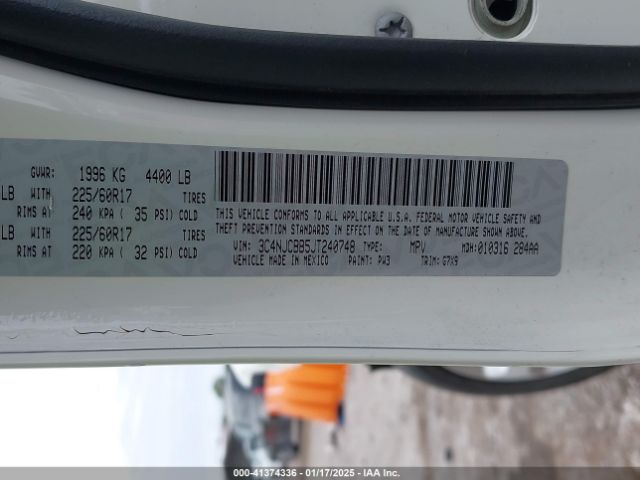 GVWR: 1996 KG 4400 LB
LB WITH 225/60R17 TIRES
RIMS AT 240 KPA ( 35 PSI) COLD
LB WITH 225/60R17 TIRES
RIMS AT 220 KPA ( 32 PSI) COLD
THIS VEHICLE CONFORMS TO ALL APPLICABLE U.S.A. FEDERAL MOTOR VEHICLE SAFETY AND
THEFT PREVENTION STANDARDS IN EFFECT ON THE DATE OF MANUFACTURE SHOWN ABOVE.
VIN: 3C4NJCBB5JT240748 TYPE: MPV MDH: 010316 284AA
VEHICLE MADE IN MEXICO PAINT: PW3 TRIM: G7X9
000-41374336 - 01/17/2025 - IAA Inc.